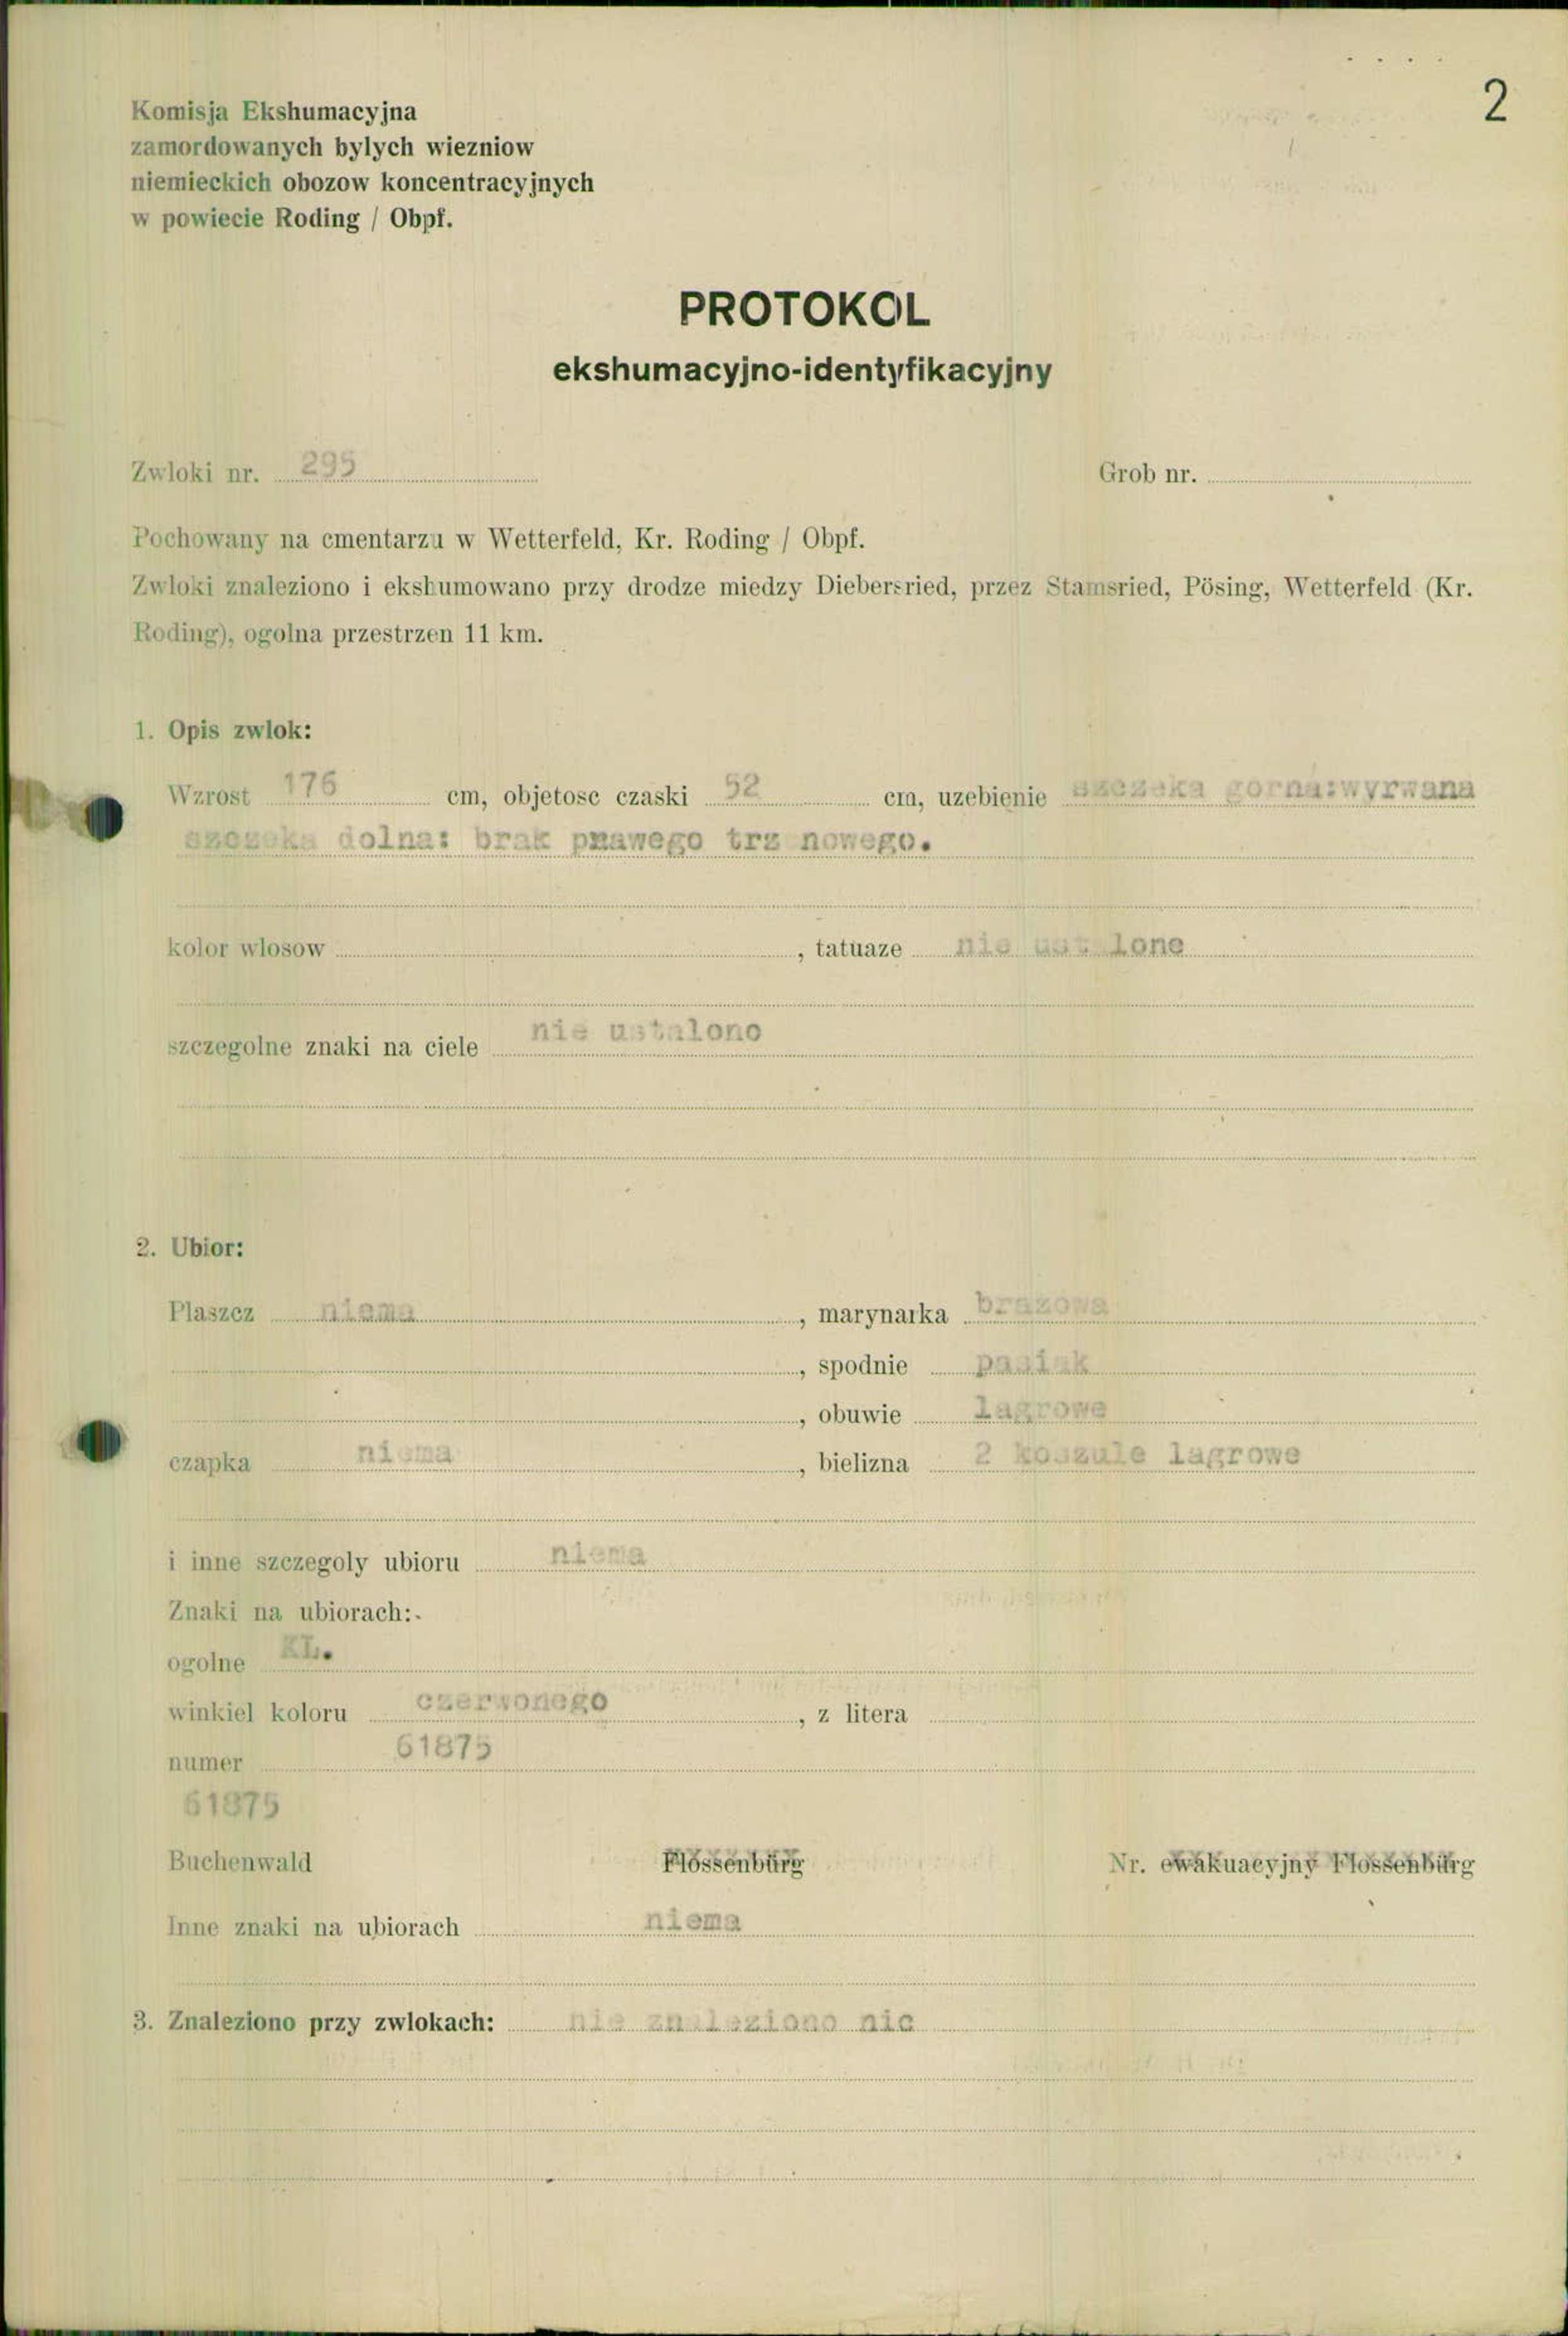 2
Komisja Ekshumacyjna
zamordowanych bylych wiezniow
niemieckich obozow koncentracyjnych
w powiecie Roding / Obpf.
PROTOKOL
ekshumacyjno-identyfikacyjny
Zwloki nr. 295 Grob nr.
Pochowany na cmentarzu w Wetterfeld, Kr. Roding / Obpf.
Zwloki znaleziono i ekshumowano przy drodze miedzy Diebersried, przez Stamsried, Pösing, Wetterfeld (Kr.
Roding), ogolna przestrzen 11 km.
1. Opis zwlok:
Wzrost 176 cm, objetosc czaski 52 cm, uzebienie szczeka gorna:wyrwana
szczeka dolna: brak prawego trz nowego.
kolor wlosow , tatuaze nie ustalono
szczegolne znaki na ciele nie ustalono
2. Ubior:
Plaszcz niema , marynarka brazowa
, spodnie pasiak
, obuwie lagrowe
czapka niema , bielizna 2 koszule lagrowe
i inne szczegoly ubioru niema
Znaki na ubiorach:-
ogolne KL.
winkiel koloru czerwonego , z litera
numer 61875
61875
Buchenwald Flossenbürg Nr. ewakuacyjny Flossenbürg
Inne znaki na ubiorach niema
3. Znaleziono przy zwlokach: nie znaleziono nic